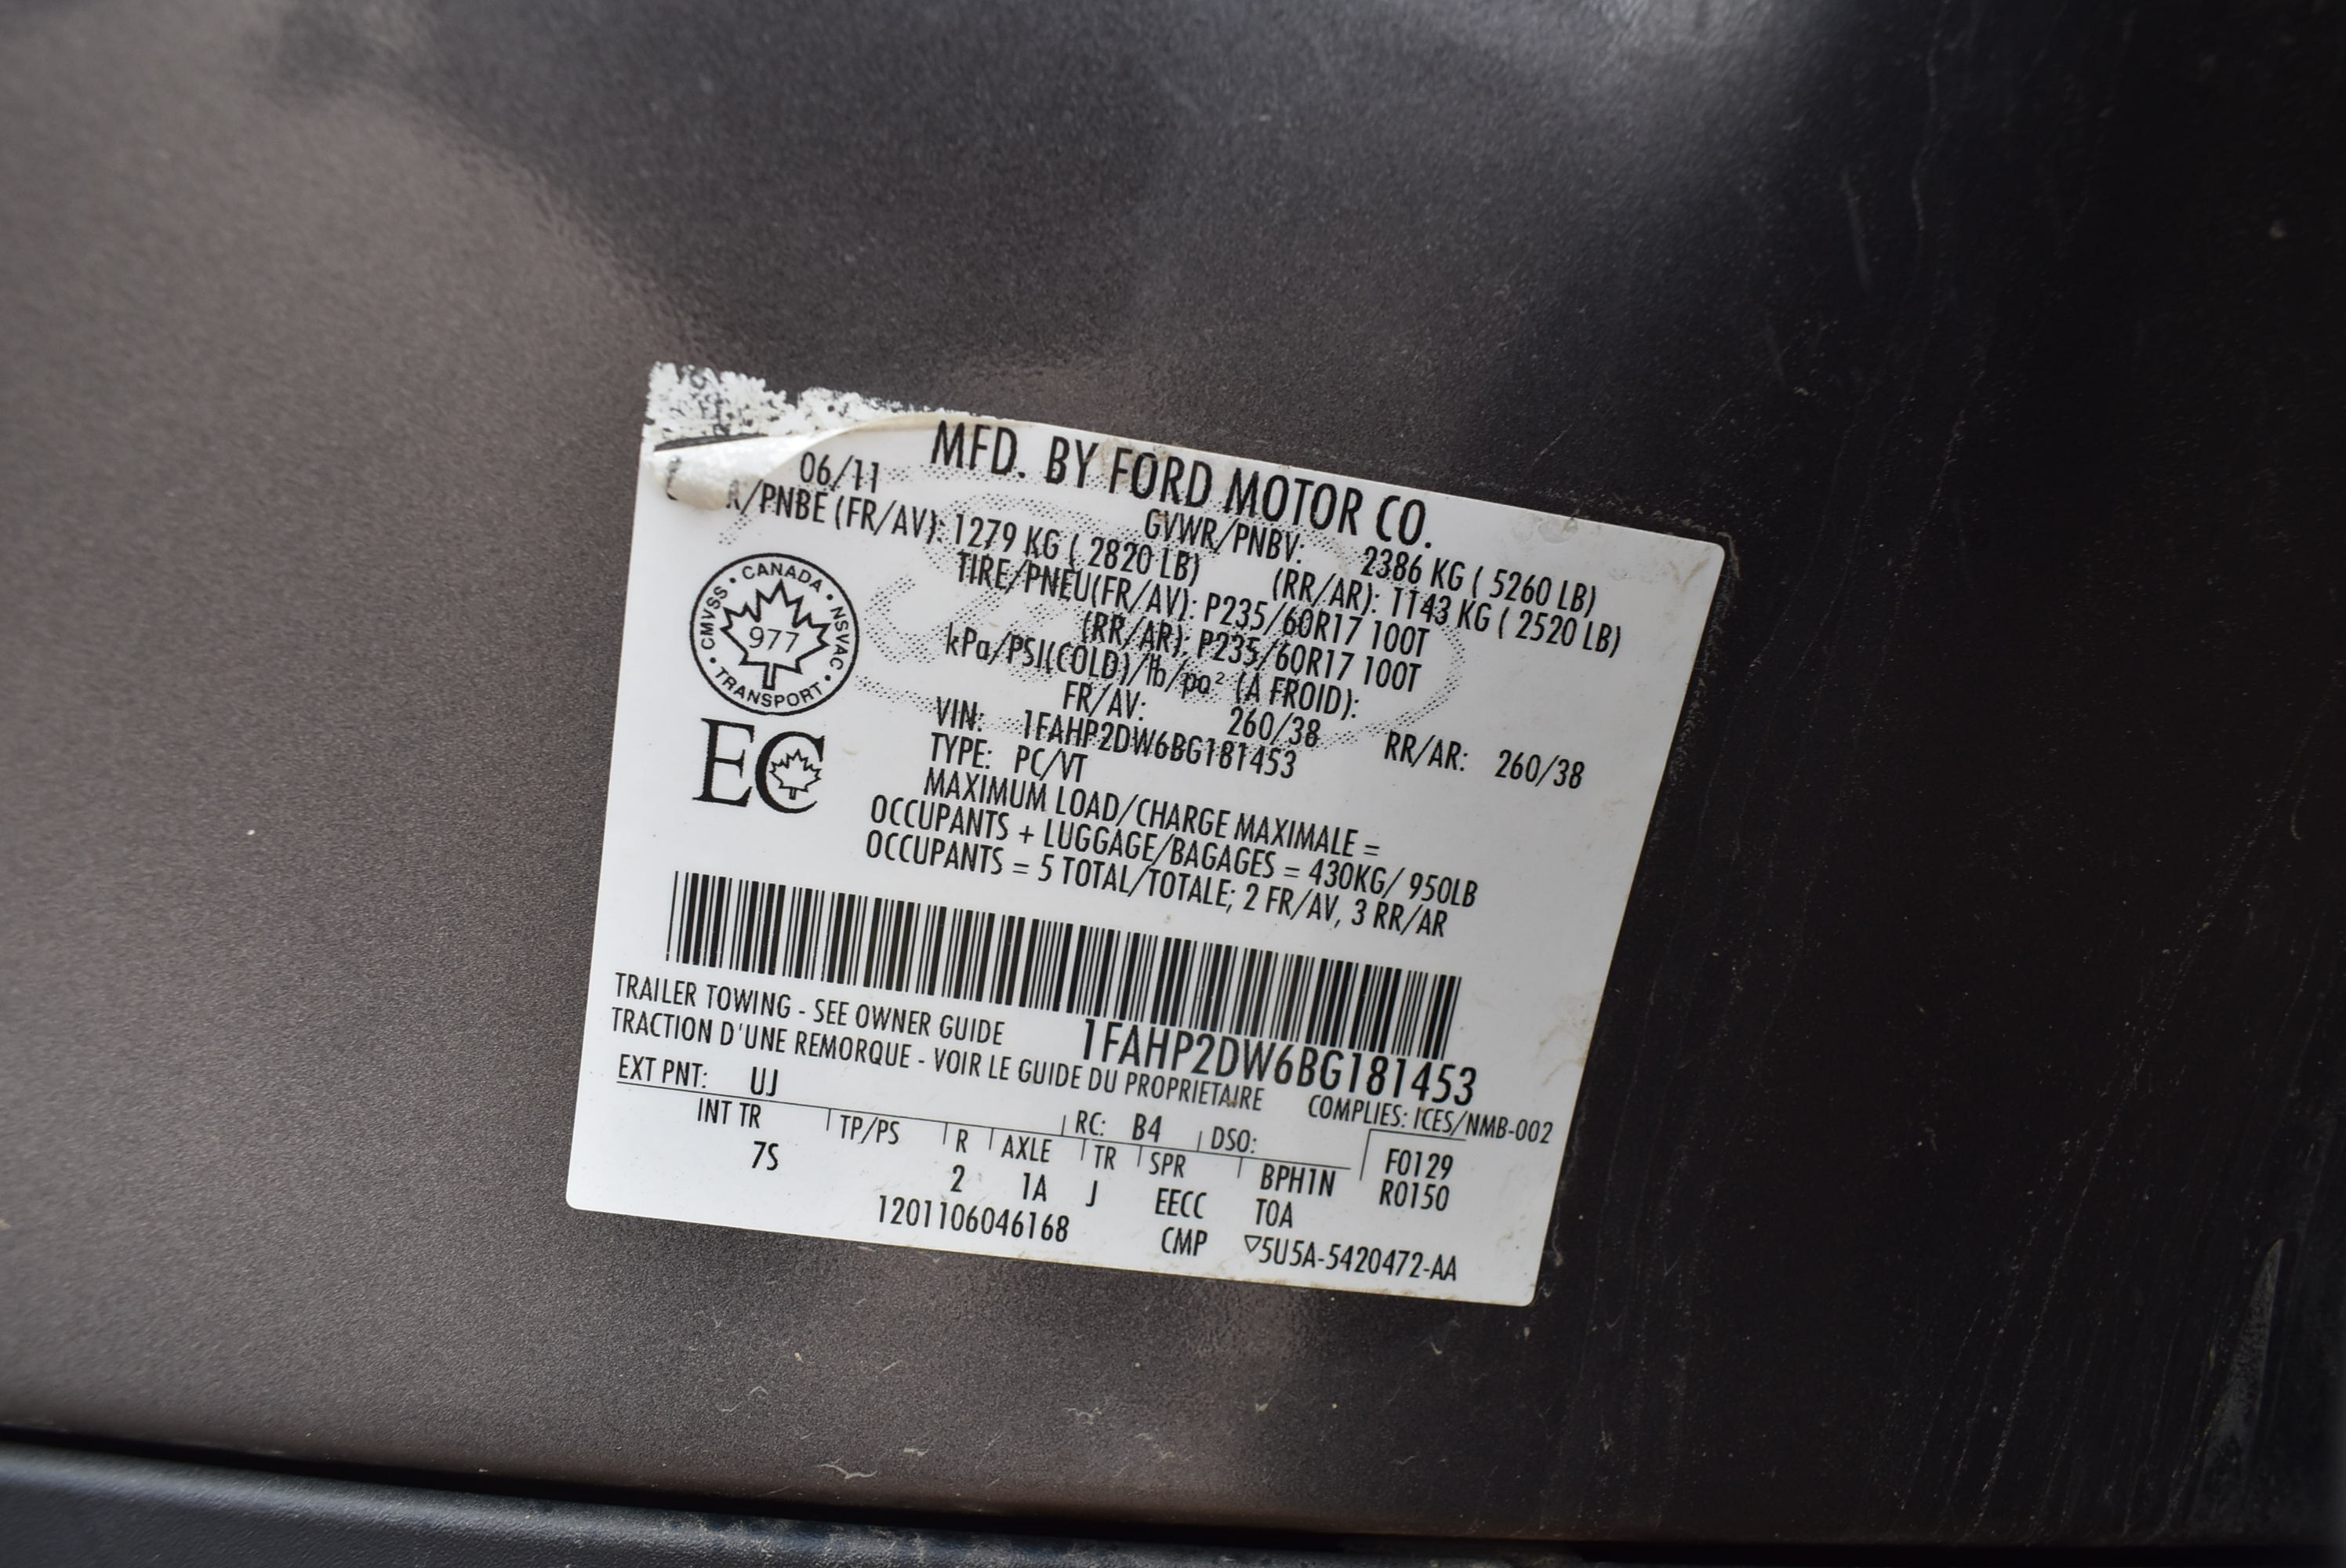 MFD. BY FORD MOTOR CO.
06/11 GVWR/PNBV: 2386 KG ( 5260 LB)
/PNBE (FR/AV): 1279 KG ( 2820 LB) (RR/AR): 1143 KG ( 2520 LB)
TIRE/PNEU(FR/AV): P235/60R17 100T
(RR/AR): P235/60R17 100T
kPa/PSI(COLD)/lb/po² (A FROID):
FR/AV: 260/38 RR/AR: 260/38
VIN: 1FAHP2DW6BG181453
TYPE: PC/VT
MAXIMUM LOAD/CHARGE MAXIMALE =
OCCUPANTS + LUGGAGE/BAGAGES = 430KG/ 950LB
OCCUPANTS = 5 TOTAL/TOTALE; 2 FR/AV, 3 RR/AR
CANADA • NSVAC • TRANSPORT • CMVSS •
977
EC
TRAILER TOWING - SEE OWNER GUIDE
1FAHP2DW6BG181453
TRACTION D'UNE REMORQUE - VOIR LE GUIDE DU PROPRIETAIRE
COMPLIES: ICES/NMB-002
EXT PNT: UJ RC: B4 DSO: F0129
INT TR TP/PS R AXLE TR SPR BPH1N R0150
7S 2 1A J EECC TOA
1201106046168 CMP ▽5U5A-5420472-AA